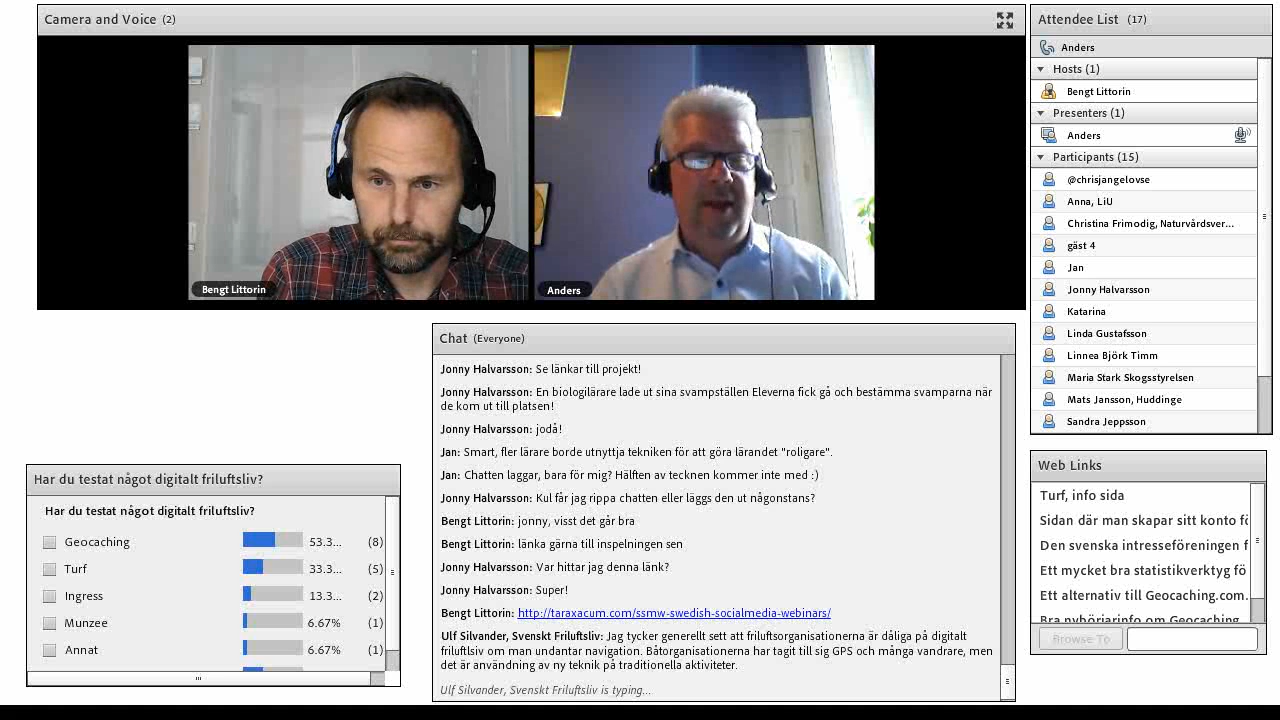 Camera and Voice (2)
Bengt Littorin
Anders
Attendee List (17)
Anders
Hosts (1)
Bengt Littorin
Presenters (1)
Anders
Participants (15)
@chrisjangelovse
Anna, LiU
Christina Frimodig, Naturvårdsver...
gäst 4
Jan
Jonny Halvarsson
Katarina
Linda Gustafsson
Linnea Björk Timm
Maria Stark Skogsstyrelsen
Mats Jansson, Huddinge
Sandra Jeppsson
Chat (Everyone)
Jonny Halvarsson: Se länkar till projekt!
Jonny Halvarsson: En biologilärare lade ut sina svampställen Eleverna fick gå och bestämma svamparna när
de kom ut till platsen!
Jonny Halvarsson: jodå!
Jan: Smart, fler lärare borde utnyttja tekniken för att göra lärandet "roligare".
Jan: Chatten laggar, bara för mig? Hälften av tecknen kommer inte med :)
Jonny Halvarsson: Kul får jag rippa chatten eller läggs den ut någonstans?
Bengt Littorin: jonny, visst det går bra
Bengt Littorin: länka gärna till inspelningen sen
Jonny Halvarsson: Var hittar jag denna länk?
Jonny Halvarsson: Super!
Bengt Littorin: http://taraxacum.com/ssmw-swedish-socialmedia-webinars/
Ulf Silvander, Svenskt Friluftsliv: Jag tycker generellt sett att friluftsorganisationerna är dåliga på digitalt
friluftsliv om man undantar navigation. Båtorganisationerna har tagit till sig GPS och många vandrare, men
det är användning av ny teknik på traditionella aktiviteter.
Ulf Silvander, Svenskt Friluftsliv is typing...
Har du testat något digitalt friluftsliv?
Har du testat något digitalt friluftsliv?
Geocaching 53.3... (8)
Turf 33.3... (5)
Ingress 13.3... (2)
Munzee 6.67% (1)
Annat 6.67% (1)
Web Links
Turf, info sida
Sidan där man skapar sitt konto fö
Den svenska intresseföreningen f
Ett mycket bra statistikverktyg fö
Ett alternativ till Geocaching.com.
Bra nybörjarinfo om Geocaching
Browse To